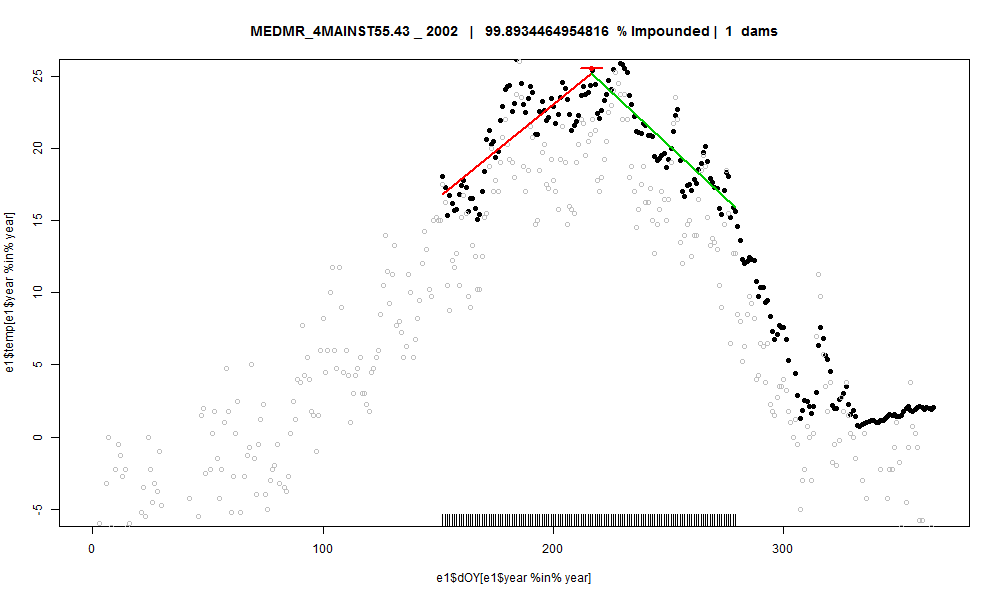 MEDMR_4MAINST55.43 _ 2002 | 99.8934464954816 % Impounded | 1 dams
e1$temp[e1$year %in% year]
25
20
15
10
5
0
-5
0 100 200 300
e1$dOY[e1$year %in% year]